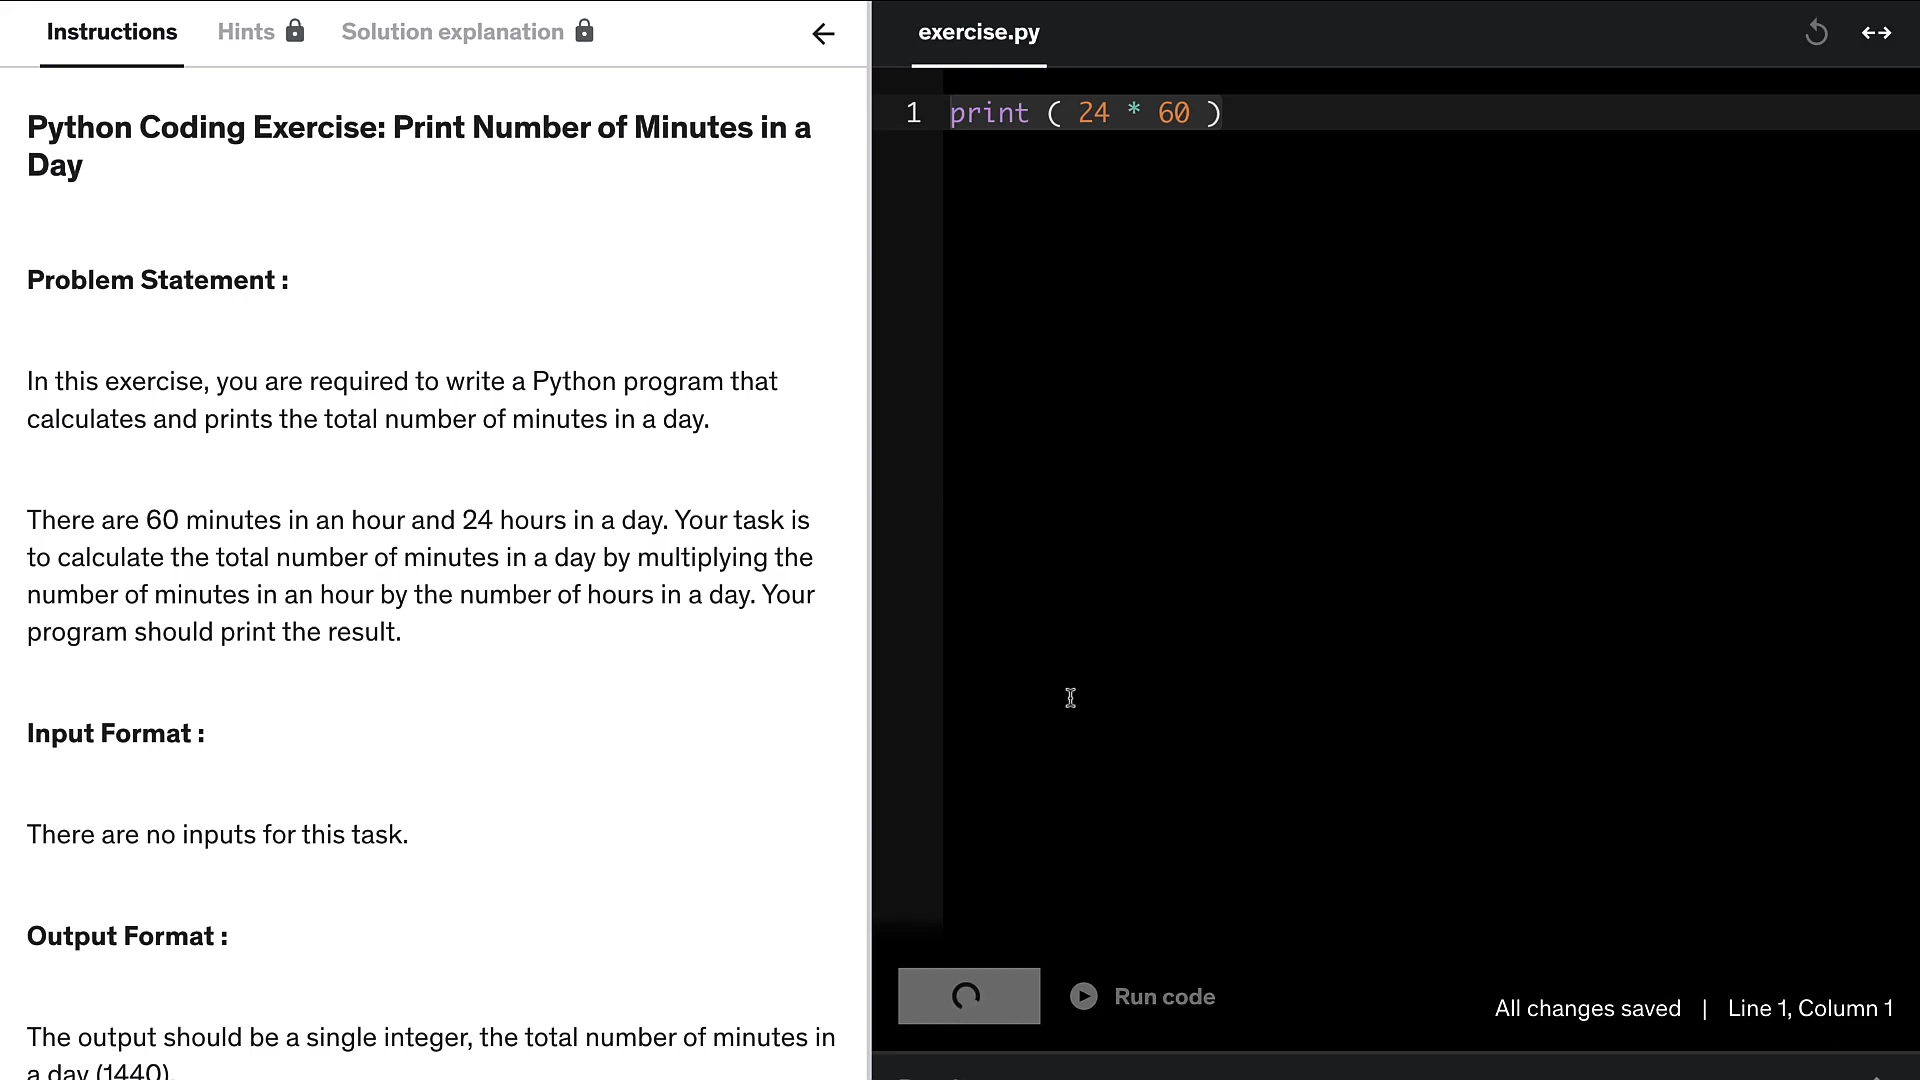 Instructions
Hints
Solution explanation
Python Coding Exercise: Print Number of Minutes in a
Day
Problem Statement :
In this exercise, you are required to write a Python program that
calculates and prints the total number of minutes in a day.
There are 60 minutes in an hour and 24 hours in a day. Your task is
to calculate the total number of minutes in a day by multiplying the
number of minutes in an hour by the number of hours in a day. Your
program should print the result.
Input Format :
There are no inputs for this task.
Output Format :
The output should be a single integer, the total number of minutes in
a day (1440).
exercise.py
1 print ( 24 * 60 )
Run code
All changes saved | Line 1, Column 1